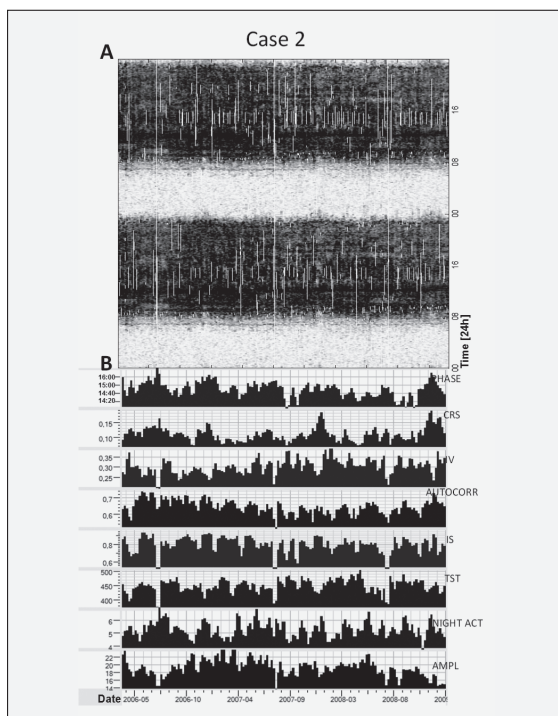 Case 2
A
16
08
00
16
08
00
Time [24h]
B
PHASE
16:00
15:00
14:40
14:20
CRS
0.15
0.10
IV
0.35
0.30
0.25
AUTOCORR
0,7
0,6
IS
0,8
0,6
TST
500
450
400
NIGHT ACT
6
5
4
AMPL
22
20
18
16
14
Date
2006-05
2006-10
2007-04
2007-09
2008-03
2008-08